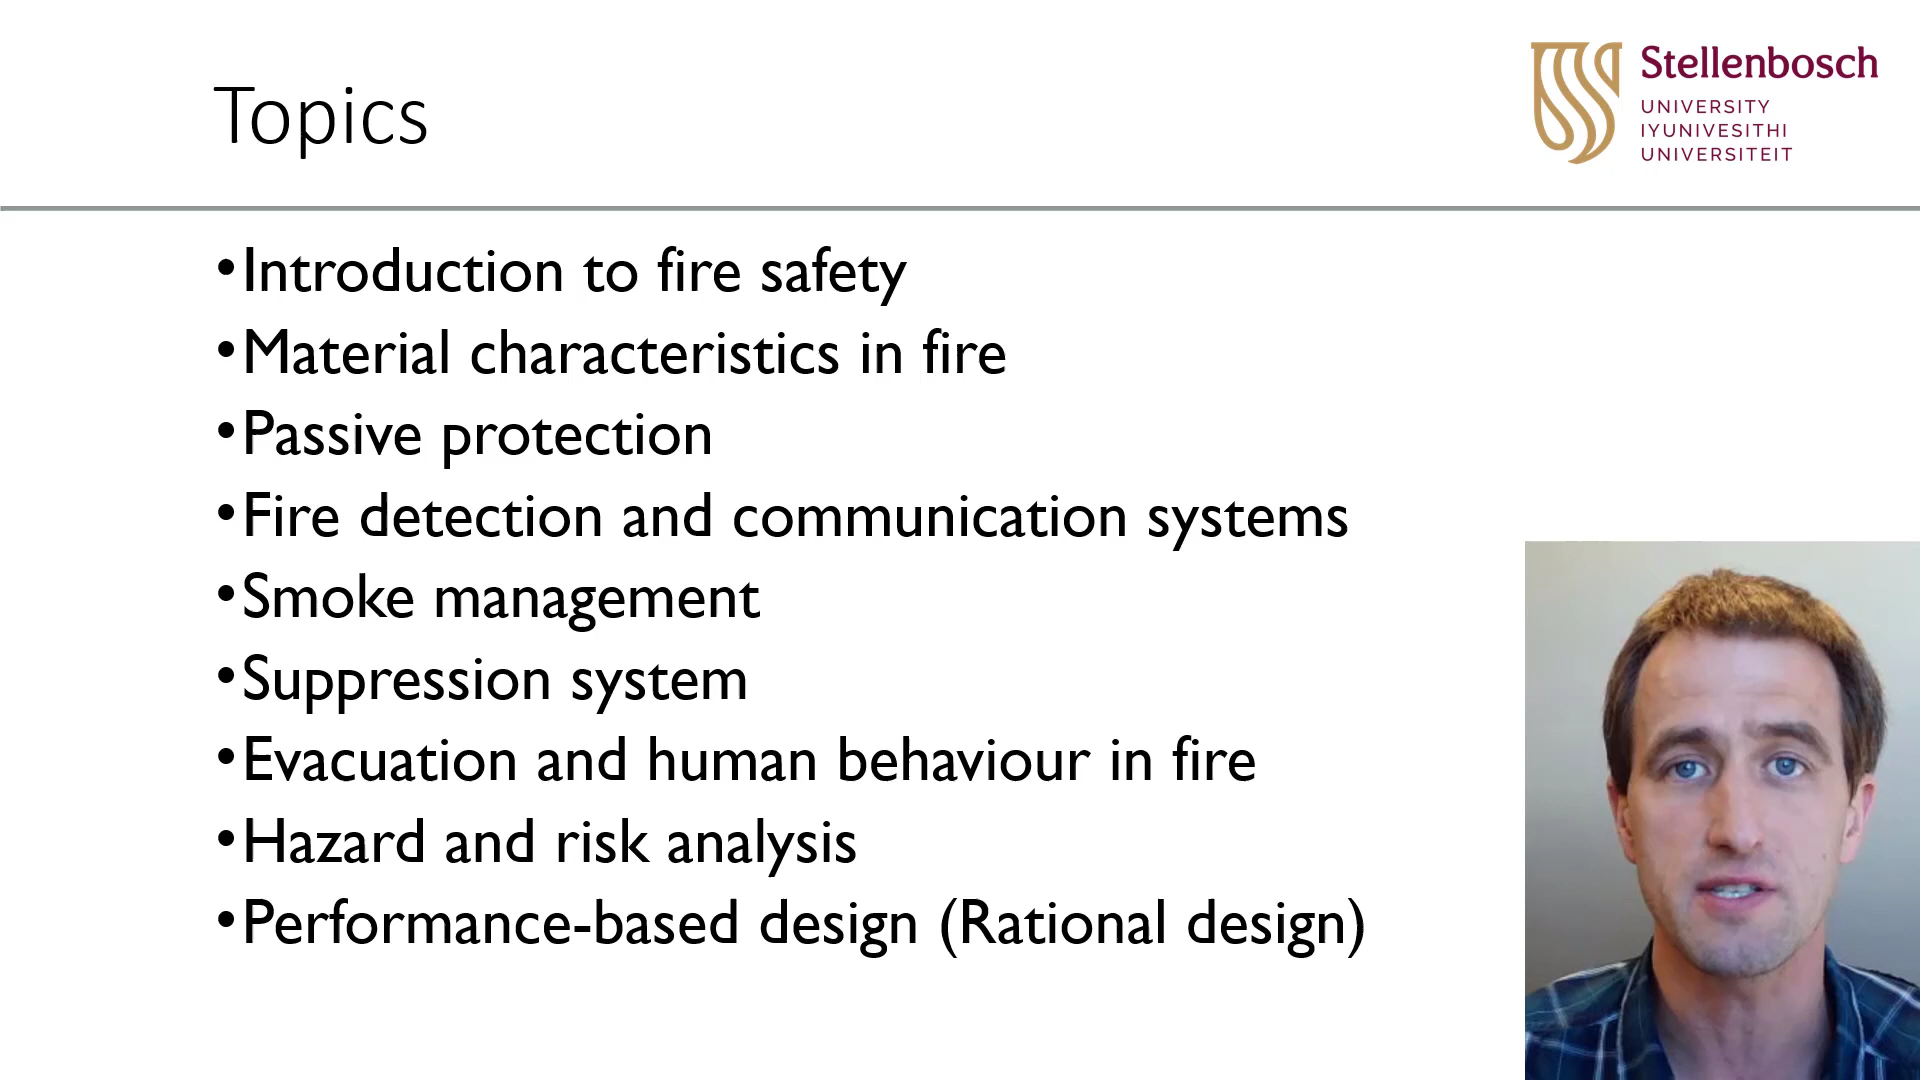 Topics
Stellenbosch
UNIVERSITY
IYUNIVESITHI
UNIVERSITEIT
•Introduction to fire safety
•Material characteristics in fire
•Passive protection
•Fire detection and communication systems
•Smoke management
•Suppression system
•Evacuation and human behaviour in fire
•Hazard and risk analysis
•Performance-based design (Rational design)